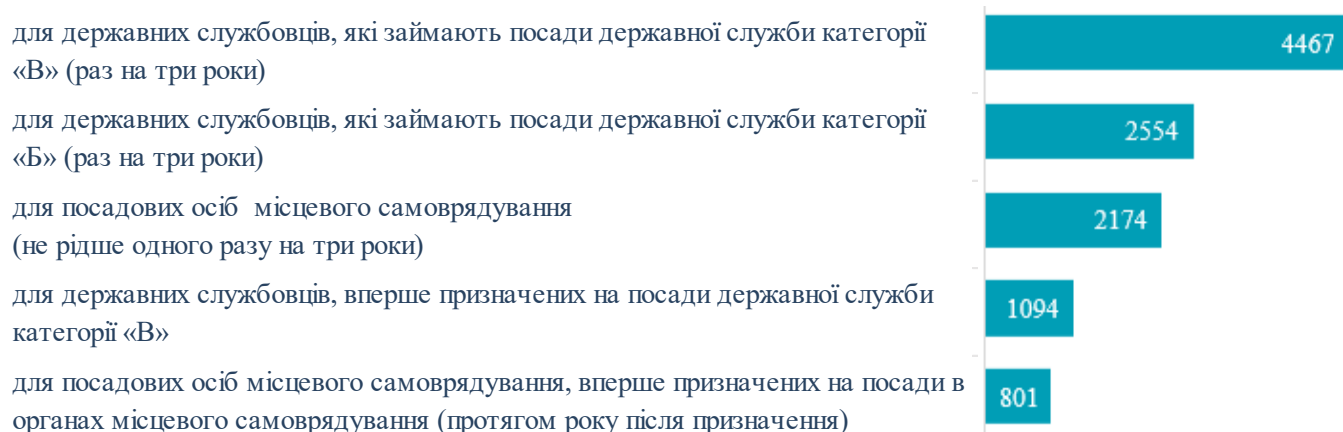 для державних службовців, які займають посади державної служби категорії
«В» (раз на три роки)
4467
для державних службовців, які займають посади державної служби категорії
«Б» (раз на три роки)
2554
для посадових осіб місцевого самоврядування
(не рідше одного разу на три роки)
2174
для державних службовців, вперше призначених на посади державної служби
категорії «В»
1094
для посадових осіб місцевого самоврядування, вперше призначених на посади в
органах місцевого самоврядування (протягом року після призначення)
801